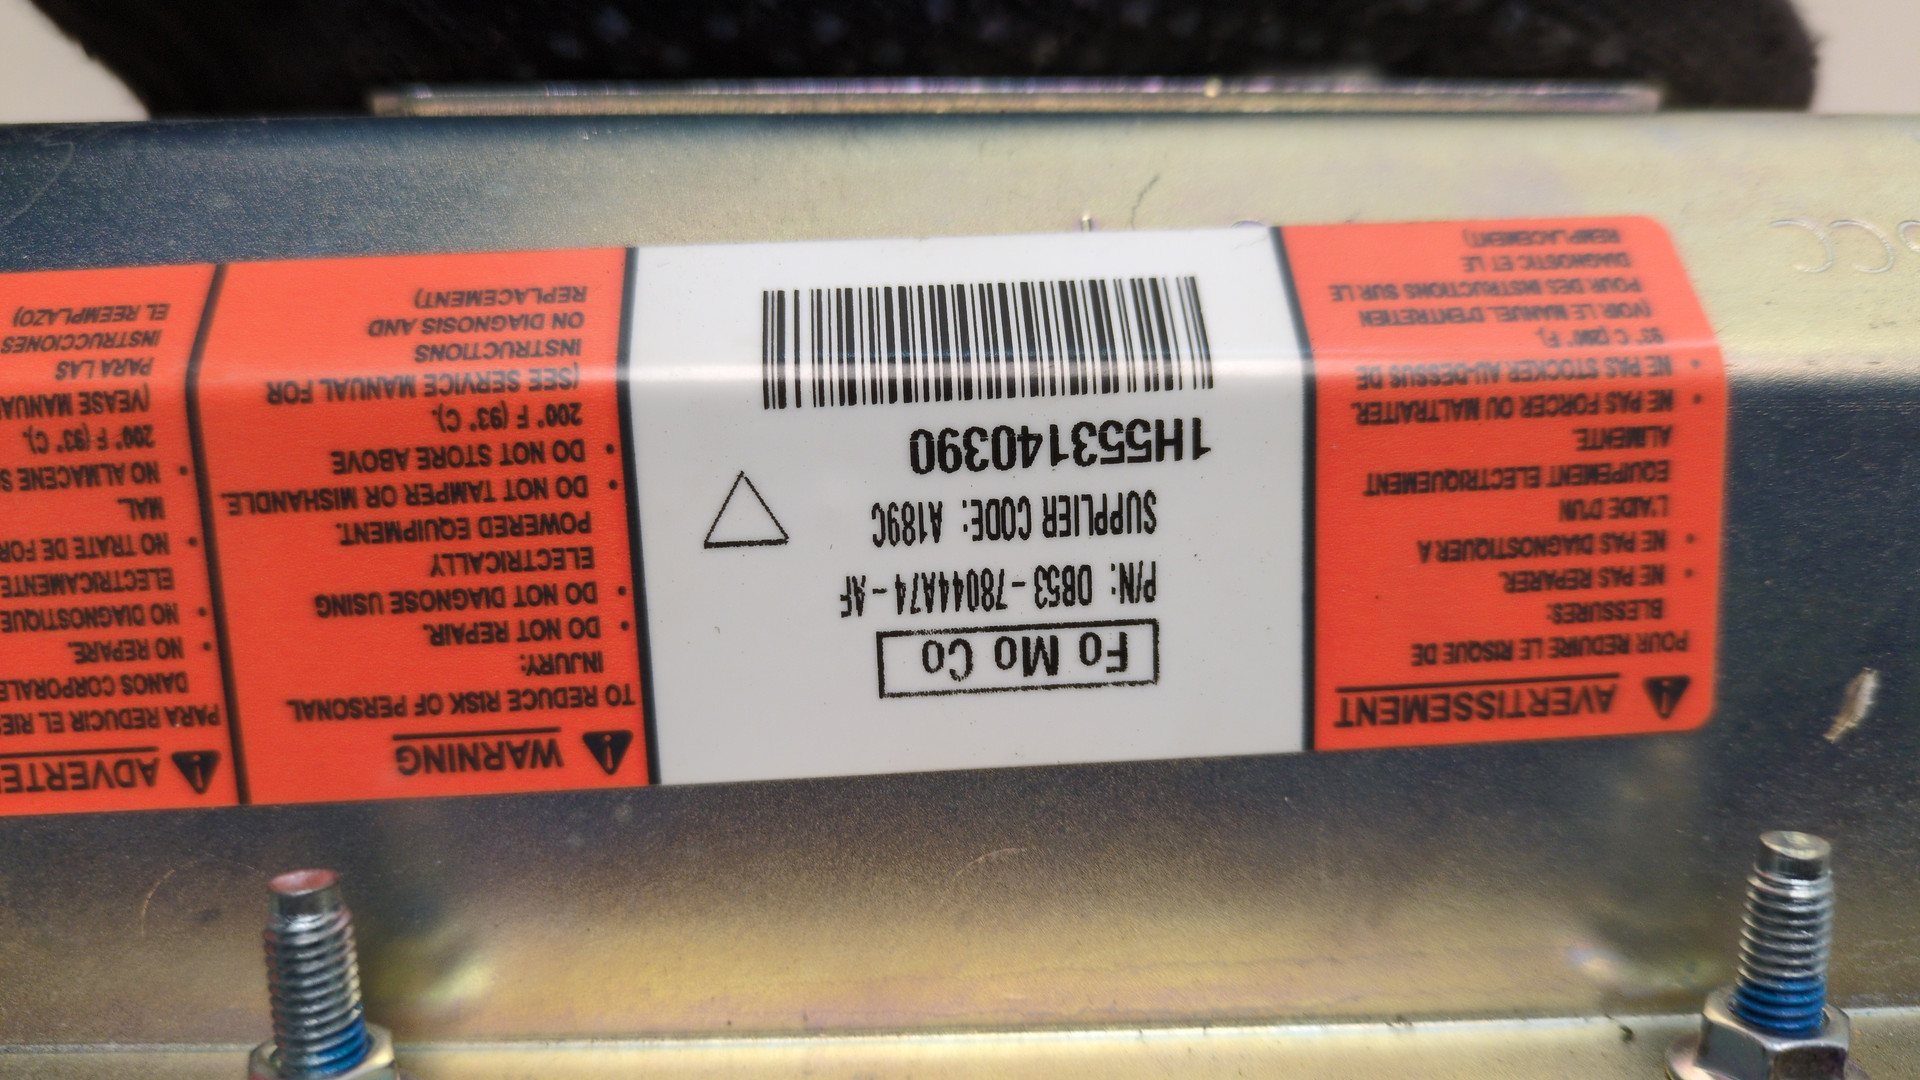 AVERTISSEMENT
POUR REDUIRE LE RISQUE DE
BLESSURES:
• NE PAS REPARER.
• NE PAS DIAGNOSTIQUER A
L'AIDE D'UN
EQUIPEMENT ELECTRIQUEMENT
ALIMENTE
• NE PAS FORCER OU MALTRAITER.
• NE PAS STOCKER AU-DESSUS DE
93° C (200° F).
(VOIR LE MANUEL D'ENTRETIEN
POUR DES INSTRUCTIONS SUR LE
DIAGNOSTIC ET LE
REMPLACEMENT)
Fo Mo Co
P/N: DB53-78044A74-AF
SUPPLIER CODE: A189C
1H553140390
WARNING
TO REDUCE RISK OF PERSONAL
INJURY:
• DO NOT REPAIR.
• DO NOT DIAGNOSE USING
ELECTRICALLY
POWERED EQUIPMENT.
• DO NOT TAMPER OR MISHANDLE.
• DO NOT STORE ABOVE
200° F (93° C).
(SEE SERVICE MANUAL FOR
INSTRUCTIONS
ON DIAGNOSIS AND
REPLACEMENT)
ADVERTE
PARA REDUCIR EL RIES
DANOS CORPORALE
• NO REPARE.
• NO DIAGNOSTIQUE
ELECTRICAMENTE
• NO TRATE DE FOR
MAL
• NO ALMACENE S
200° F (93° C).
(VEASE MANUA
PARA LAS
INSTRUCCIONES
EL REEMPLAZO)